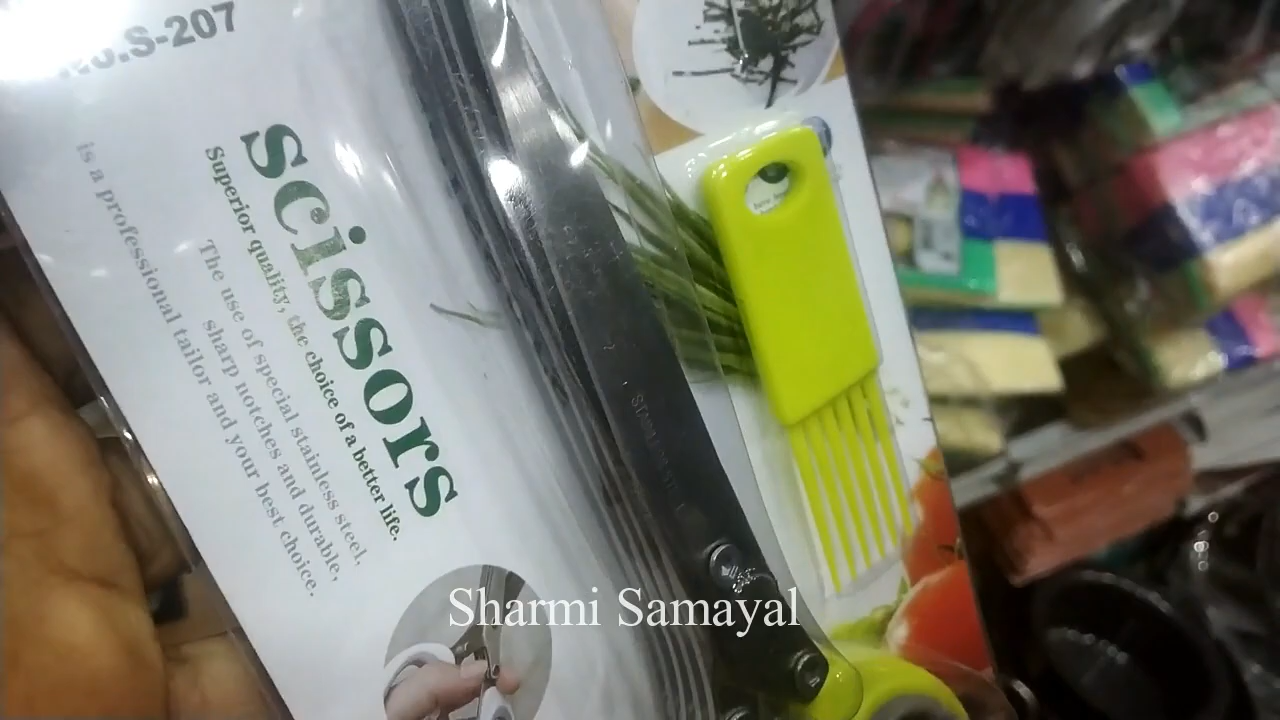 S-207
scissors
Superior quality, the choice of a better life.
The use of special stainless steel,
sharp notches and durable,
is a professional tailor and your best choice.
Sharmi Samayal